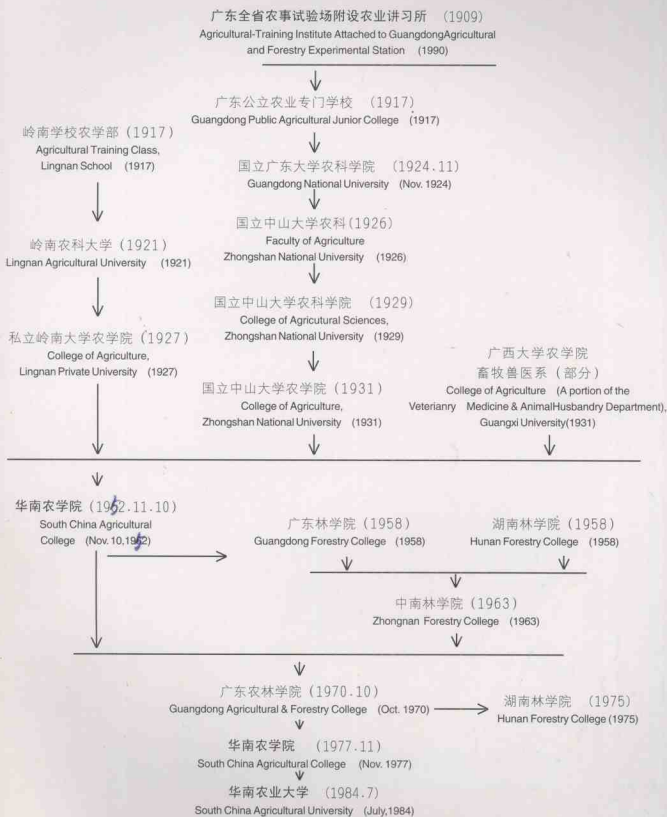 广东全省农事试验场附设农业讲习所 (1909)
Agricultural-Training Institute Attached to GuangdongAgricultural
and Forestry Experimental Station (1990)
广东公立农业专门学校 (1917)
Guangdong Public Agricultural Junior College (1917)
岭南学校农学部 (1917)
Agricultural Training Class,
Lingnan School (1917)
国立广东大学农科学院 (1924.11)
Guangdong National University (Nov. 1924)
国立中山大学农科(1926)
Faculty of Agriculture
Zhongshan National University (1926)
岭南农科大学 (1921)
Lingnan Agricultural University (1921)
国立中山大学农科学院 (1929)
College of Agricutural Sciences,
Zhongshan National University (1929)
私立岭南大学农学院 (1927)
College of Agriculture,
Lingnan Private University (1927)
国立中山大学农学院 (1931)
College of Agriculture,
Zhongshan National University (1931)
广西大学农学院
畜牧兽医系 (部分)
College of Agriculture (A portion of the
Veterianry Medicine & AnimalHusbandry Department),
Guangxi University(1931)
华南农学院 (1952.11.10)
South China Agricultural
College (Nov. 10,1952)
广东林学院 (1958)
Guangdong Forestry College (1958)
湖南林学院 (1958)
Hunan Forestry College (1958)
中南林学院 (1963)
Zhongnan Forestry College (1963)
广东农林学院 (1970.10)
Guangdong Agricultural & Forestry College (Oct. 1970)
湖南林学院 (1975)
Hunan Forestry College (1975)
华南农学院 (1977.11)
South China Agricultural College (Nov. 1977)
华南农业大学 (1984.7)
South China Agricultural University (July,1984)